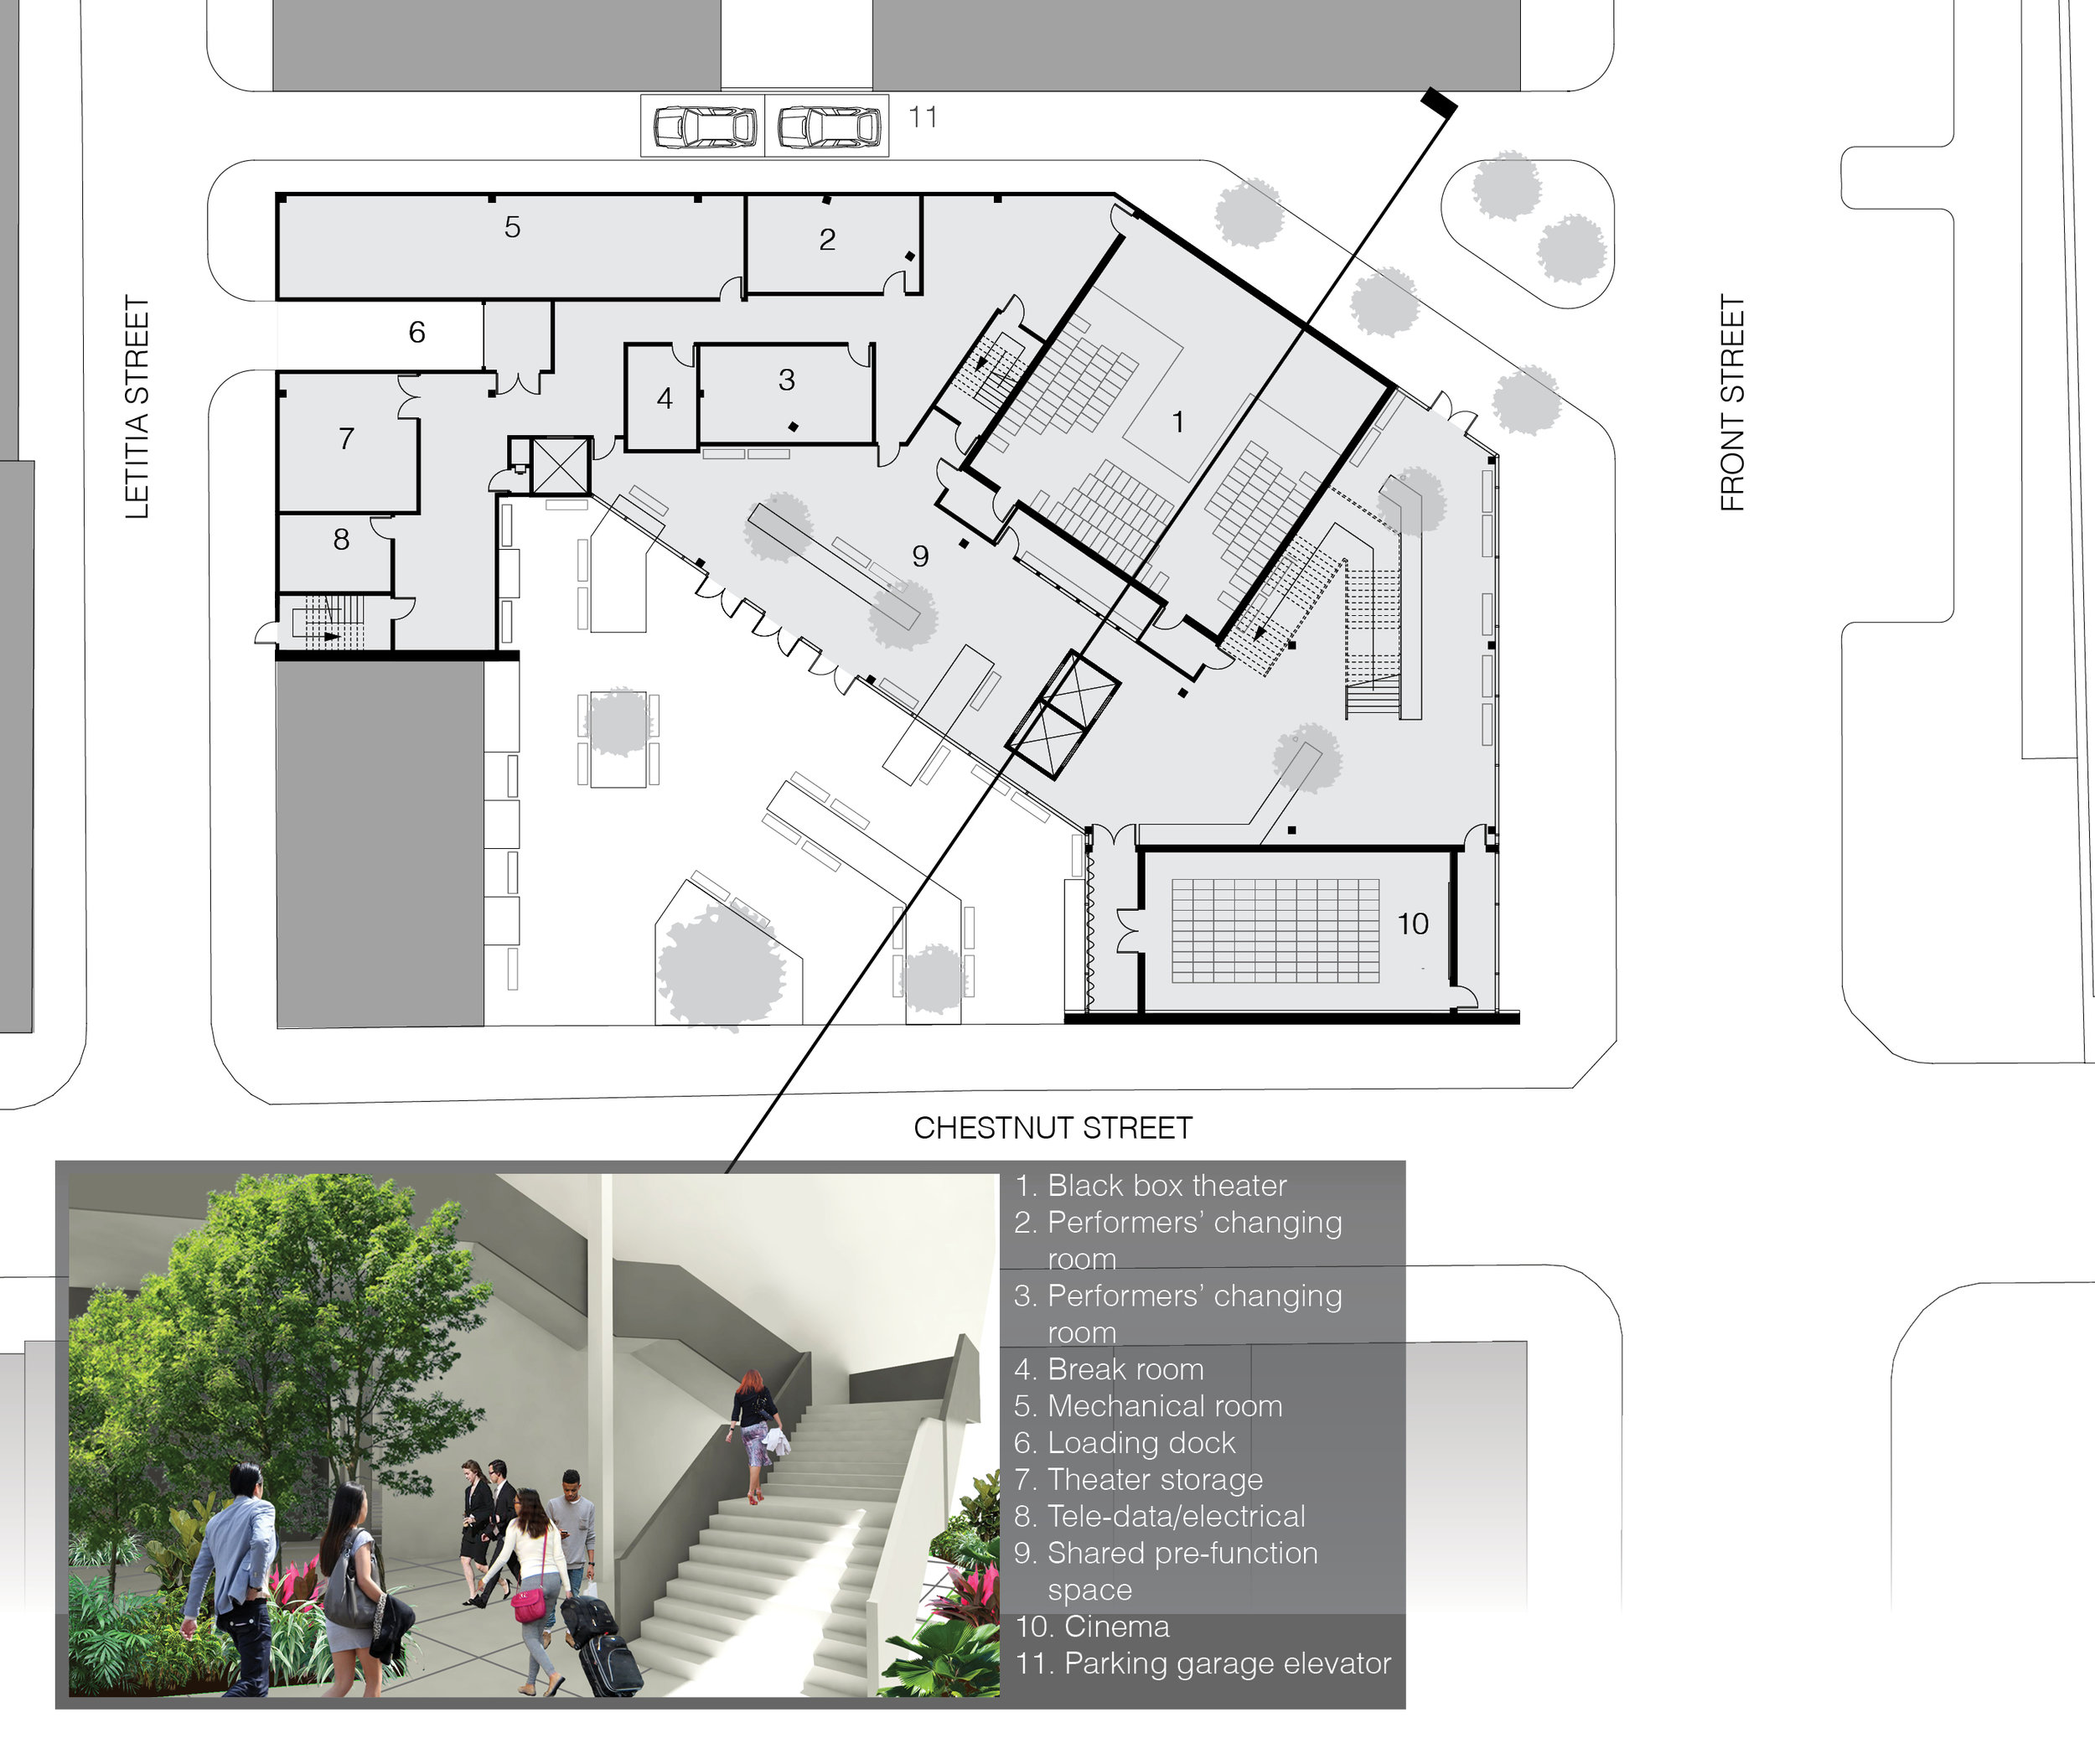 11
5
2
6
3
4
1
7
8
9
10
LETITIA STREET
FRONT STREET
CHESTNUT STREET
1. Black box theater
2. Performers’ changing
room
3. Performers’ changing
room
4. Break room
5. Mechanical room
6. Loading dock
7. Theater storage
8. Tele-data/electrical
9. Shared pre-function
space
10. Cinema
11. Parking garage elevator